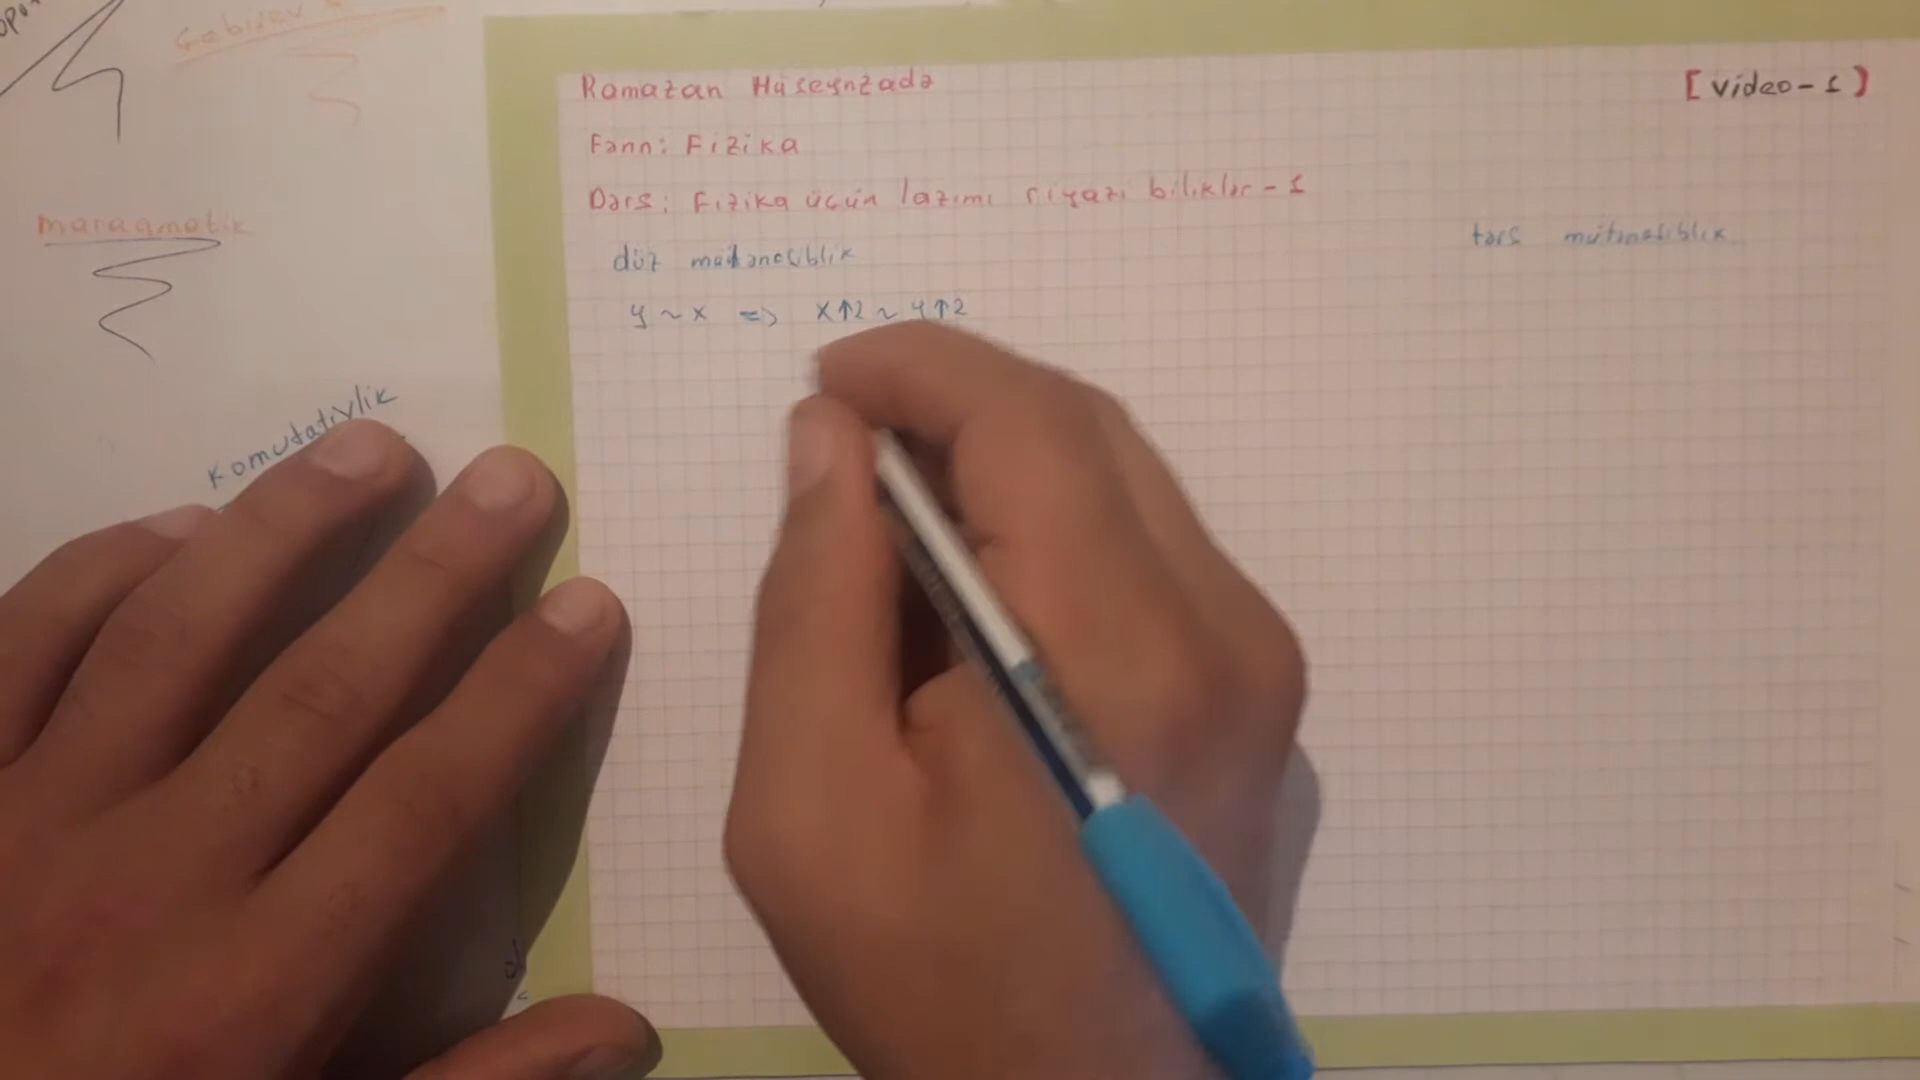 Ramazan Hüseynzadə
[video-1]
Fənn: Fizika
Dərs: Fizika üçün lazımı riyazi biliklər-1
düz mütənasiblik
tərs mütənasiblik
y ~ x => x↑2 ~ y↑2
maraqmatik
komutativlik